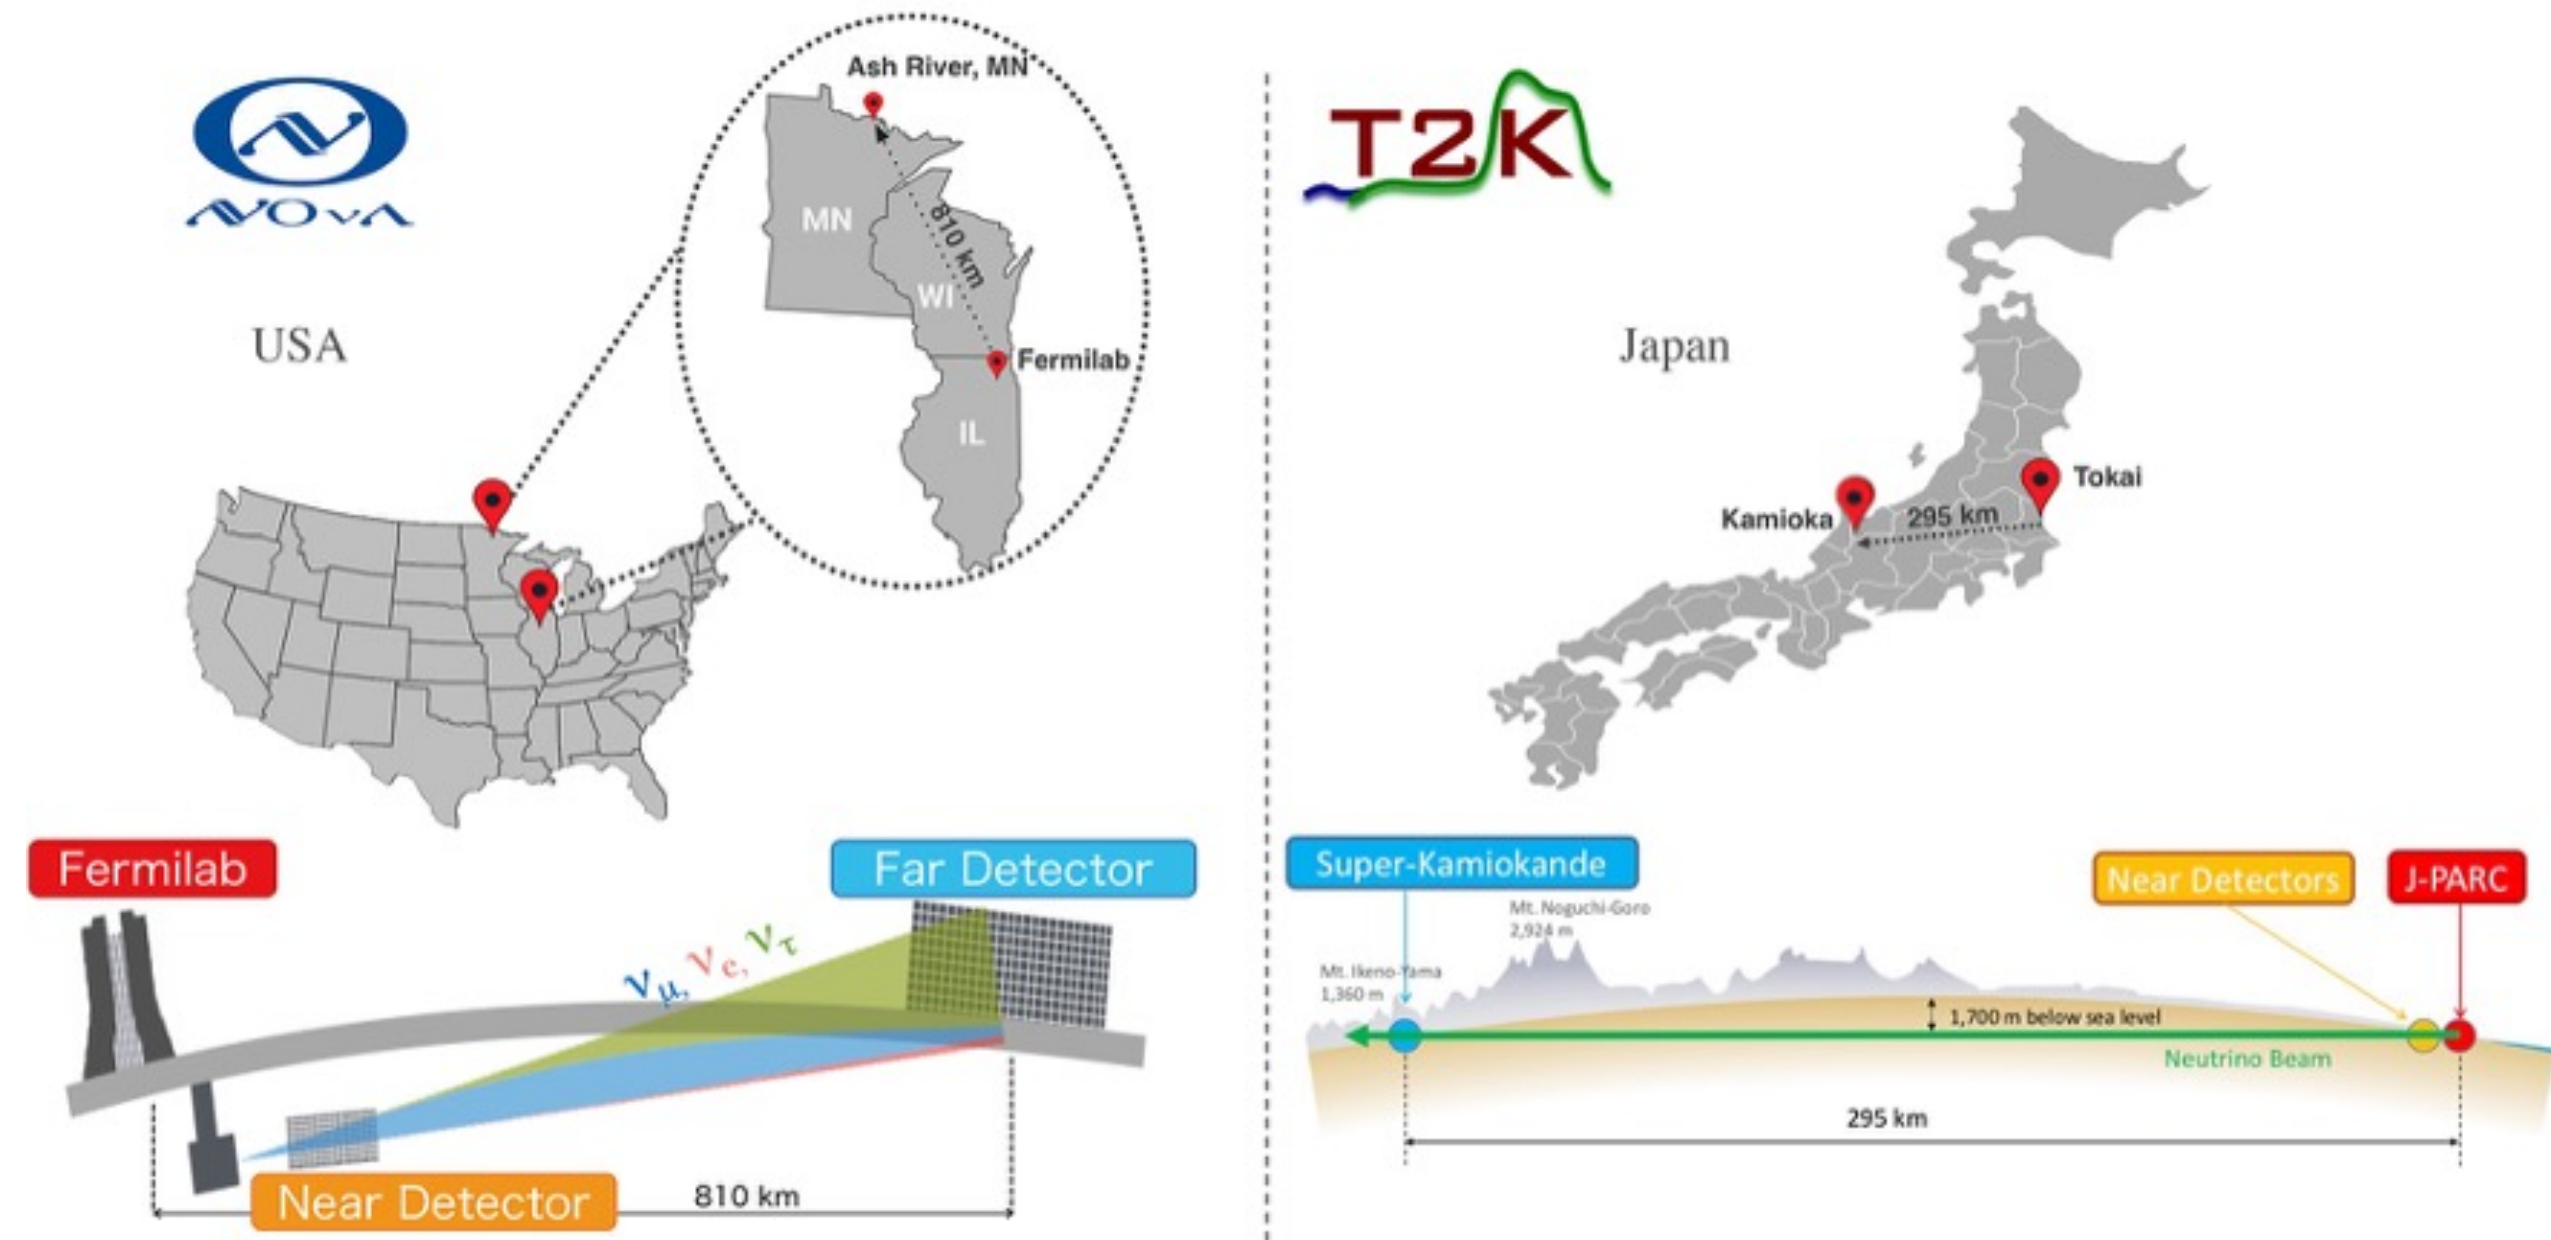 Ash River, MN
NOνA
MN
810 km
WI
USA
Fermilab
IL
Fermilab
Far Detector
νμ, νe, ντ
Near Detector
810 km
T2K
Japan
Tokai
Kamioka
295 km
Super-Kamiokande
Near Detectors
J-PARC
Mt. Noguchi-Goro
2,924 m
Mt. Ikeno-Yama
1,360 m
1,700 m below sea level
Neutrino Beam
295 km